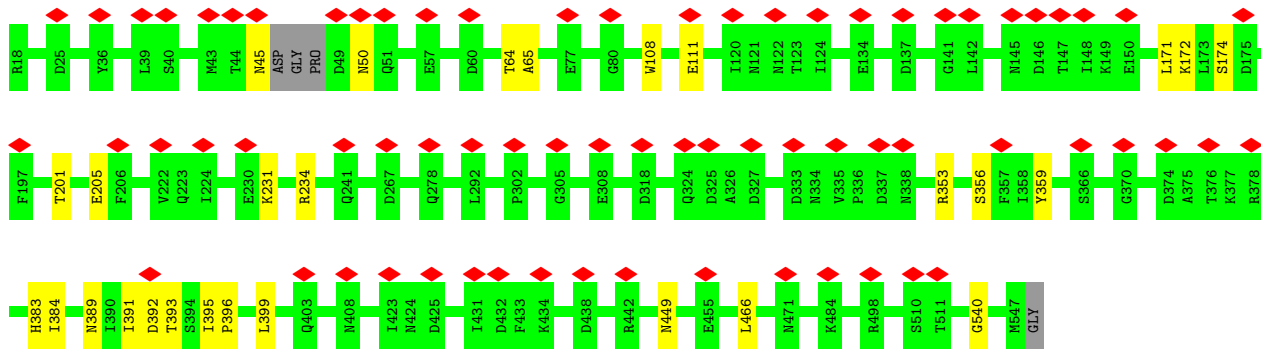 R18 D25 Y36 L39 S40 M43 T44 N45 ASP GLY PRO D49 N50 Q51 E57 D60 T64 A65 E77 G80 W108 E111 I120 N121 N122 T123 I124 E134 D137 G141 L142 N145 D146 T147 I148 K149 E150 L171 K172 L173 S174 D175
F197 T201 E205 F206 V222 Q223 I224 E230 K231 R234 Q241 D267 Q278 L292 P302 G305 E308 D318 Q324 D325 A326 D327 D333 N334 V335 P336 D337 N338 R353 S356 F357 I358 Y359 S366 G370 D374 A375 T376 K377 R378
H383 I384 N389 I390 I391 D392 T393 S394 I395 P396 L399 Q403 N408 I423 N424 D425 I431 D432 F433 K434 D438 R442 N449 E455 L466 N471 K484 R498 S510 T511 G540 M547 GLY